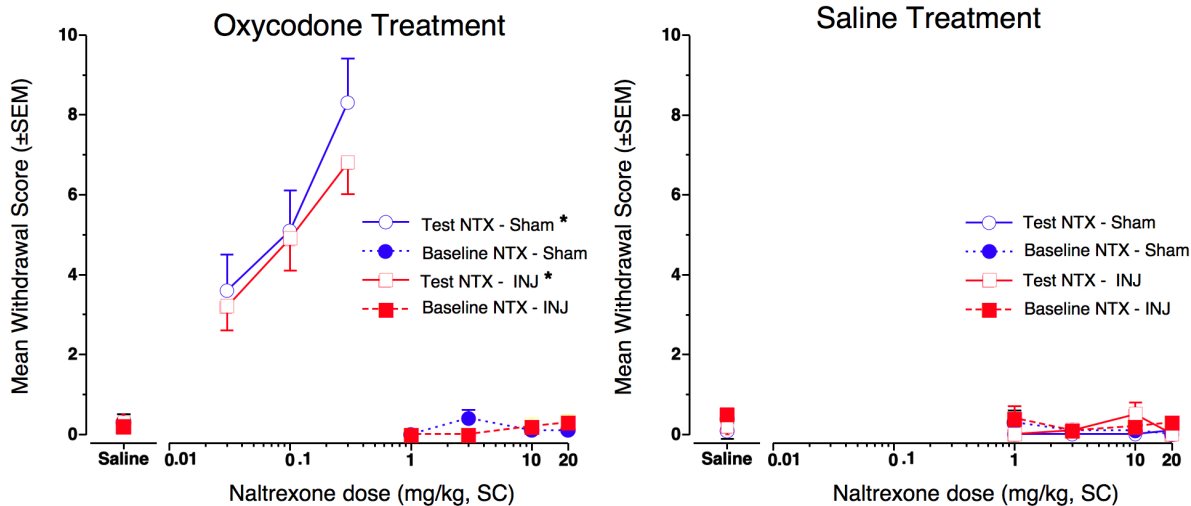 Oxycodone Treatment
10
8
6
4
2
0
Mean Withdrawal Score (±SEM)
Test NTX - Sham *
Baseline NTX - Sham
Test NTX - INJ *
Baseline NTX - INJ
Saline
0.01
0.1
1
10
20
Naltrexone dose (mg/kg, SC)
Saline Treatment
10
8
6
4
2
0
Mean Withdrawal Score (±SEM)
Test NTX - Sham
Baseline NTX - Sham
Test NTX - INJ
Baseline NTX - INJ
Saline
0.01
0.1
1
10
20
Naltrexone dose (mg/kg, SC)